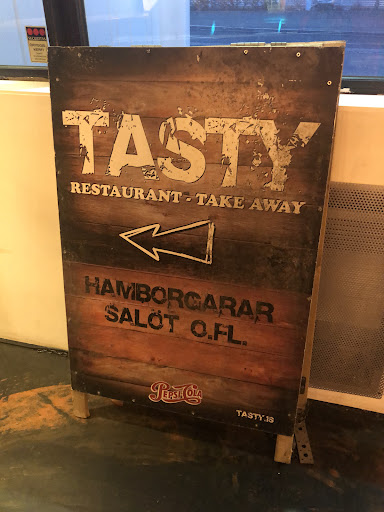 TASTY
RESTAURANT - TAKE AWAY
HAMBORGARAR
SALÖT O.FL.
PEPSI-COLA
TASTY.IS